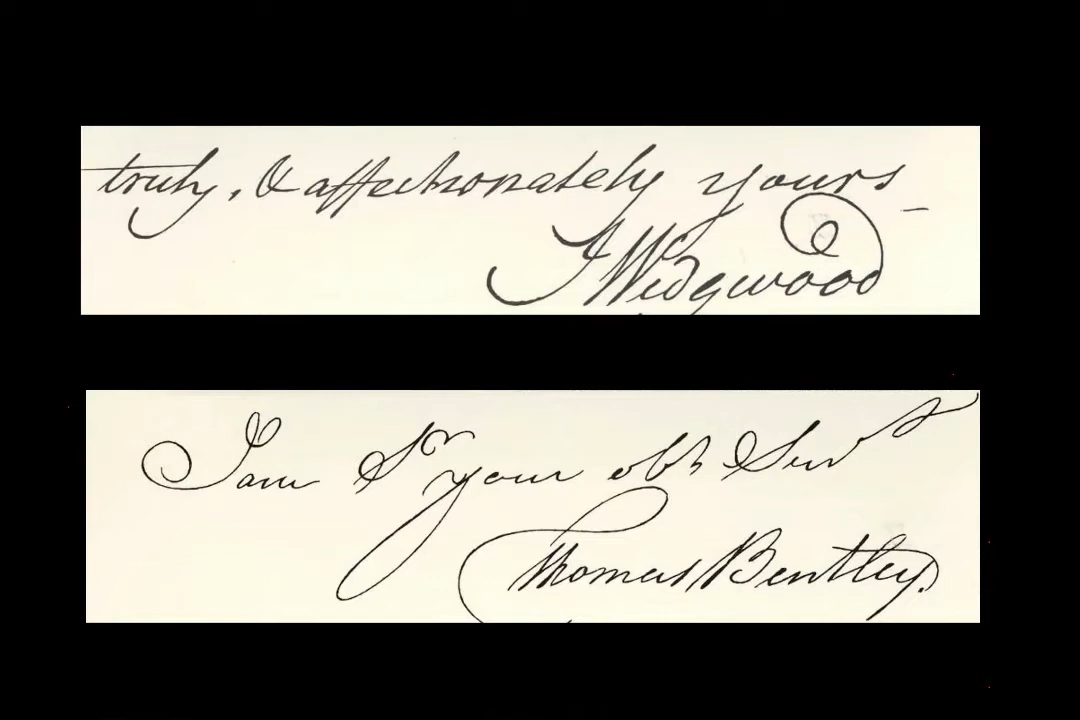 truly, & affectionately yours –
J Wedgwood
I am Sr your obt Servt
Thomas Bentley.